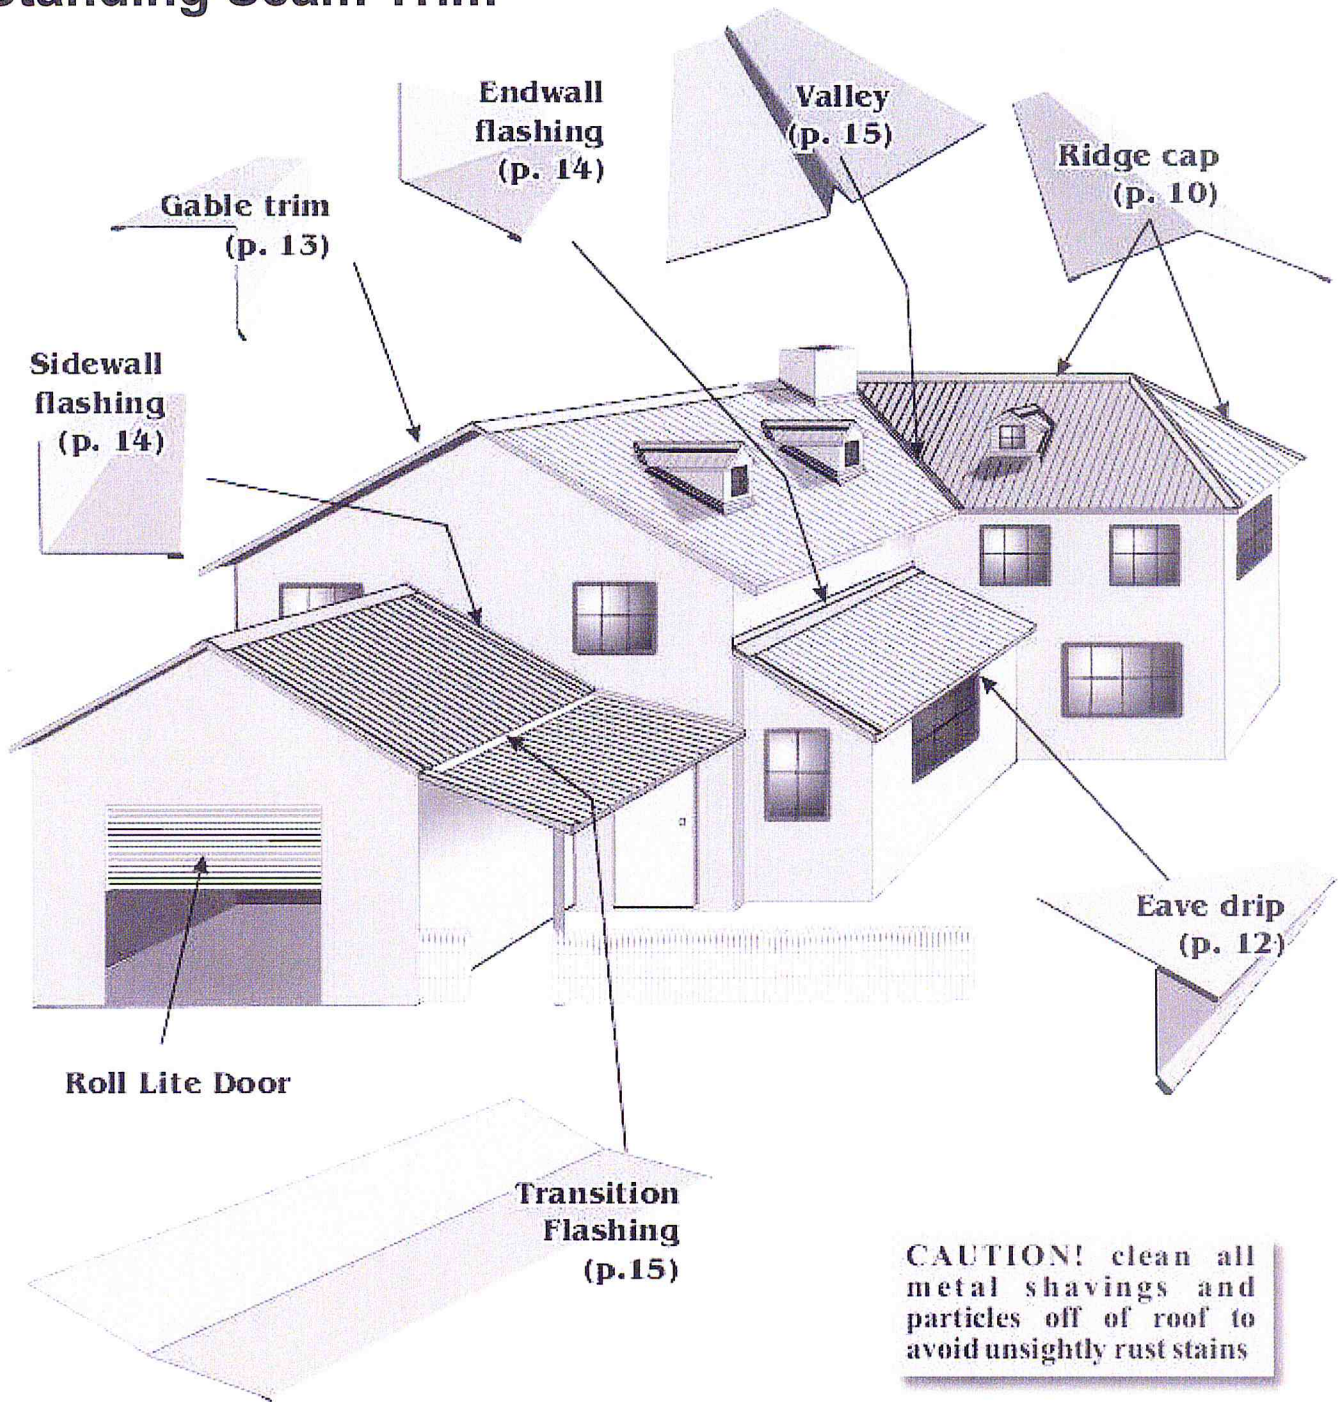 Standing Seam Trim
Endwall
flashing
(p. 14)
Valley
(p. 15)
Ridge cap
(p. 10)
Gable trim
(p. 13)
Sidewall
flashing
(p. 14)
Eave drip
(p. 12)
Roll Lite Door
Transition
Flashing
(p.15)
CAUTION! clean all
metal shavings and
particles off of roof to
avoid unsightly rust stains